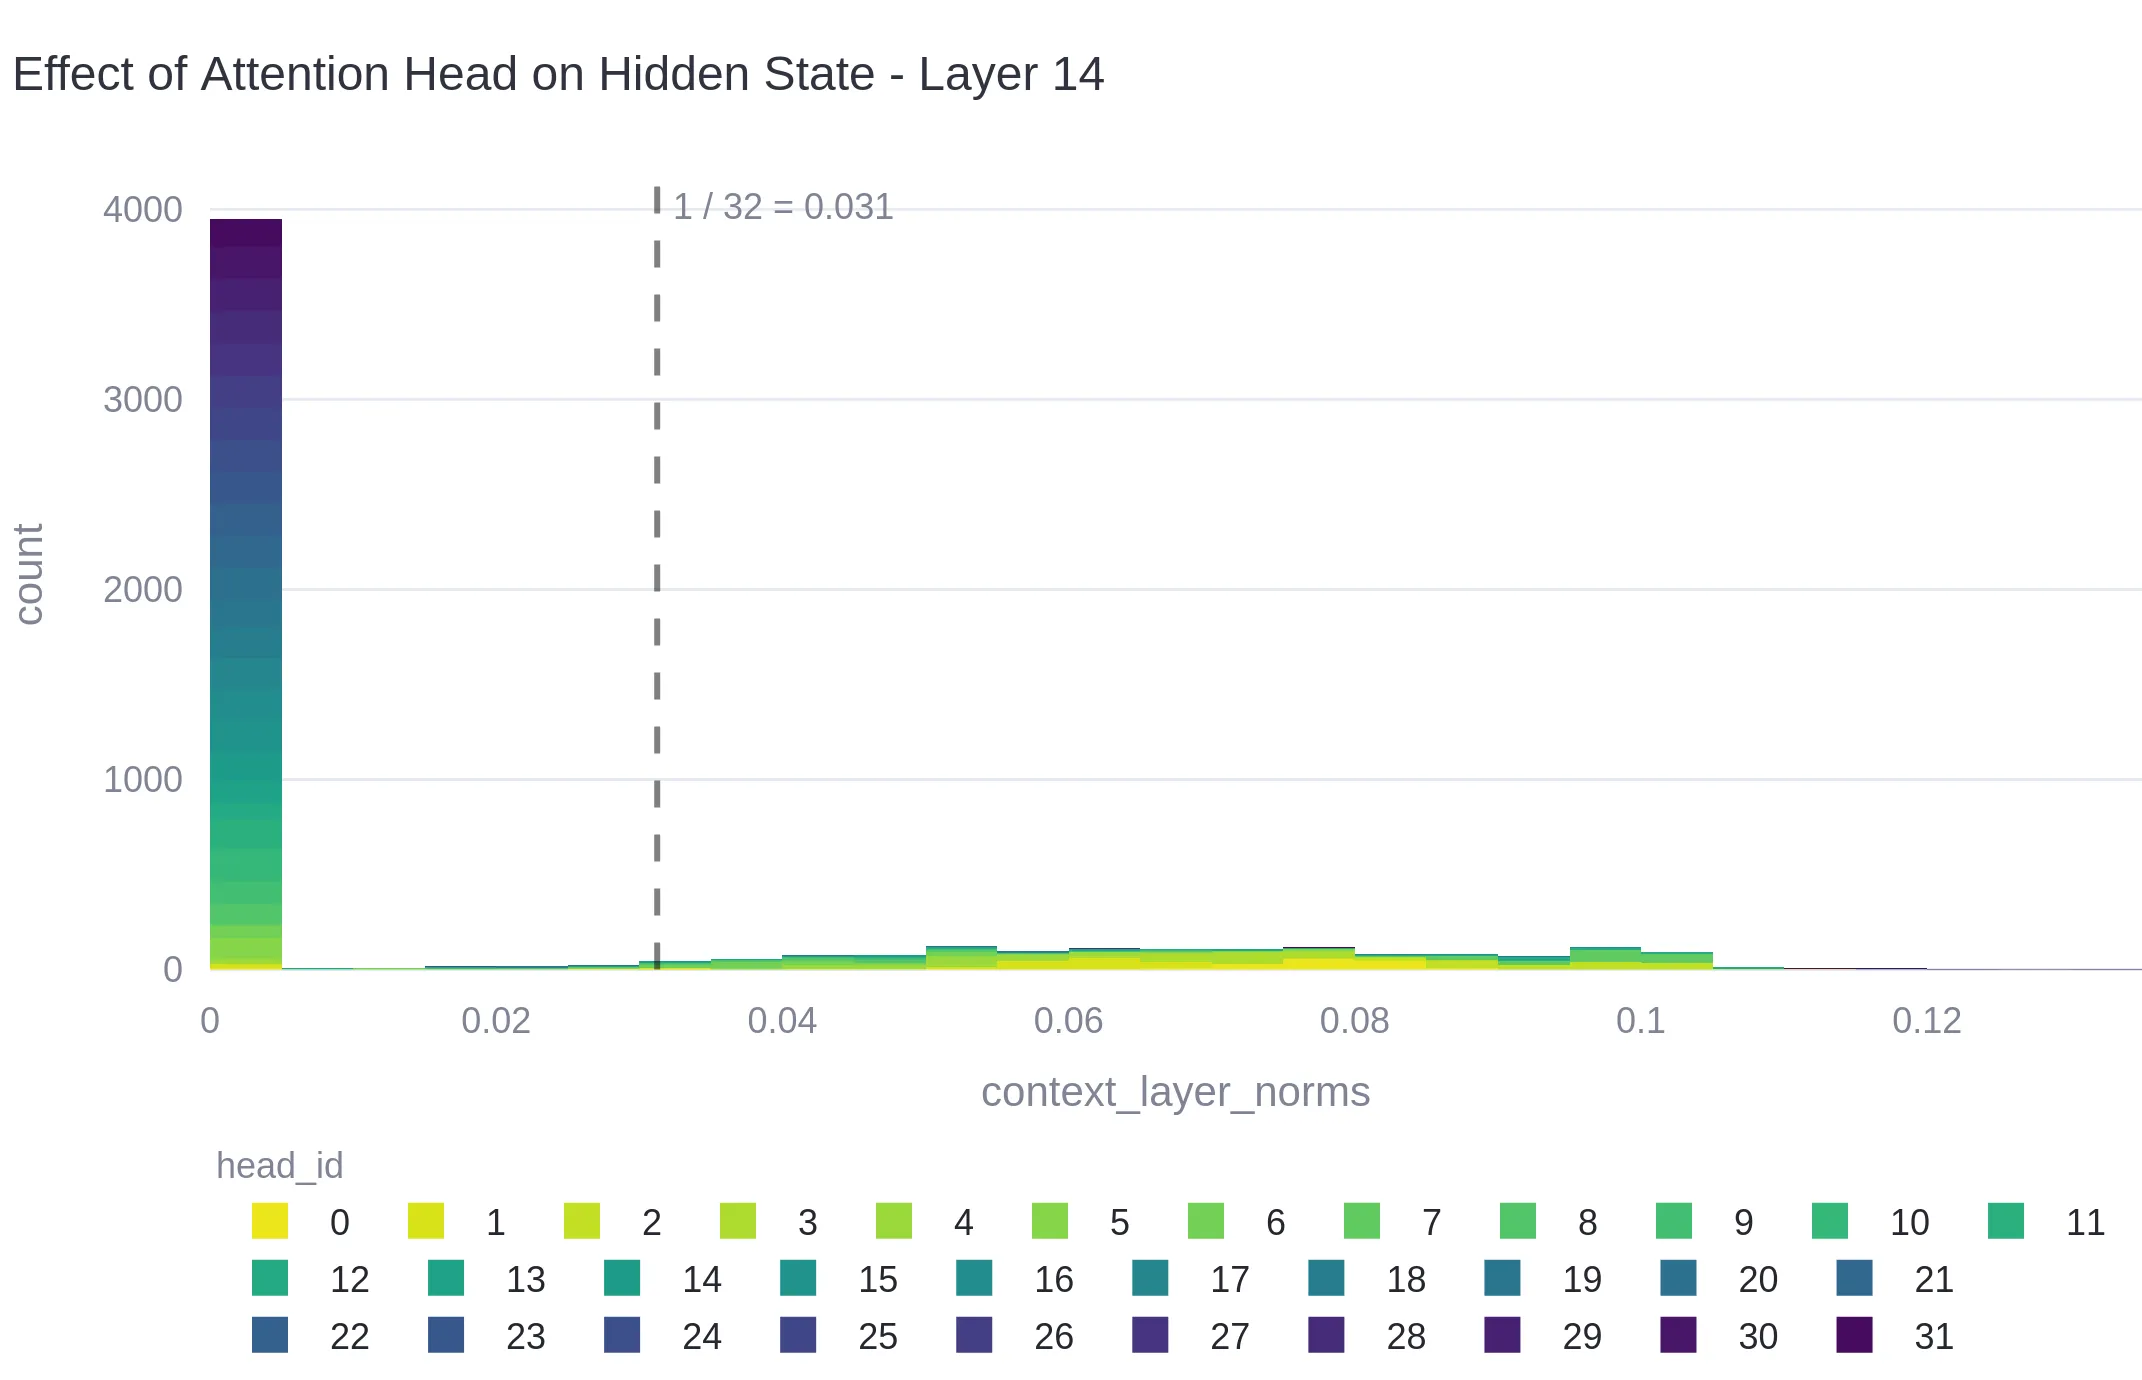 Effect of Attention Head on Hidden State - Layer 14
1 / 32 = 0.031
4000
3000
2000
1000
0
count
0 0.02 0.04 0.06 0.08 0.1 0.12
context_layer_norms
head_id
0 1 2 3 4 5 6 7 8 9 10 11
12 13 14 15 16 17 18 19 20 21
22 23 24 25 26 27 28 29 30 31